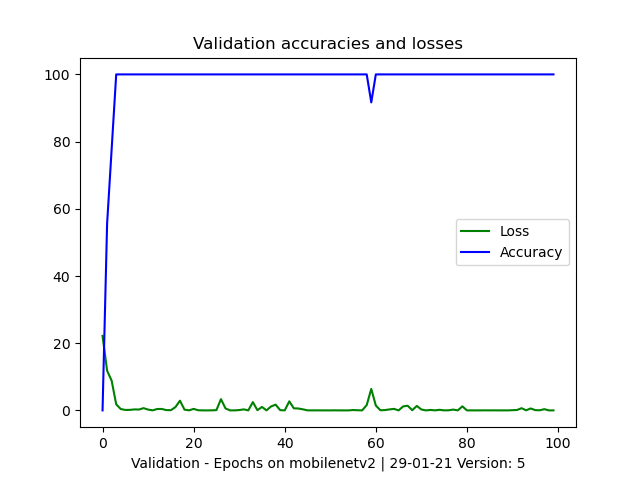 Validation accuracies and losses
100
80
60
40
20
0
Loss
Accuracy
0 20 40 60 80 100
Validation - Epochs on mobilenetv2 | 29-01-21 Version: 5